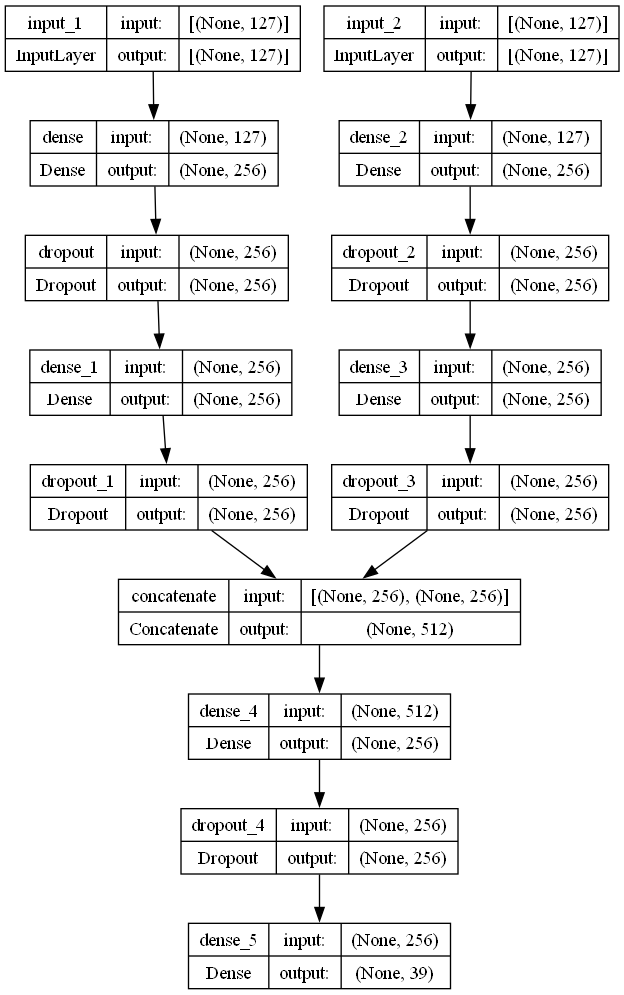 input_1 input: [(None, 127)]
InputLayer output: [(None, 127)]
input_2 input: [(None, 127)]
InputLayer output: [(None, 127)]
dense input: (None, 127)
Dense output: (None, 256)
dense_2 input: (None, 127)
Dense output: (None, 256)
dropout input: (None, 256)
Dropout output: (None, 256)
dropout_2 input: (None, 256)
Dropout output: (None, 256)
dense_1 input: (None, 256)
Dense output: (None, 256)
dense_3 input: (None, 256)
Dense output: (None, 256)
dropout_1 input: (None, 256)
Dropout output: (None, 256)
dropout_3 input: (None, 256)
Dropout output: (None, 256)
concatenate input: [(None, 256), (None, 256)]
Concatenate output: (None, 512)
dense_4 input: (None, 512)
Dense output: (None, 256)
dropout_4 input: (None, 256)
Dropout output: (None, 256)
dense_5 input: (None, 256)
Dense output: (None, 39)